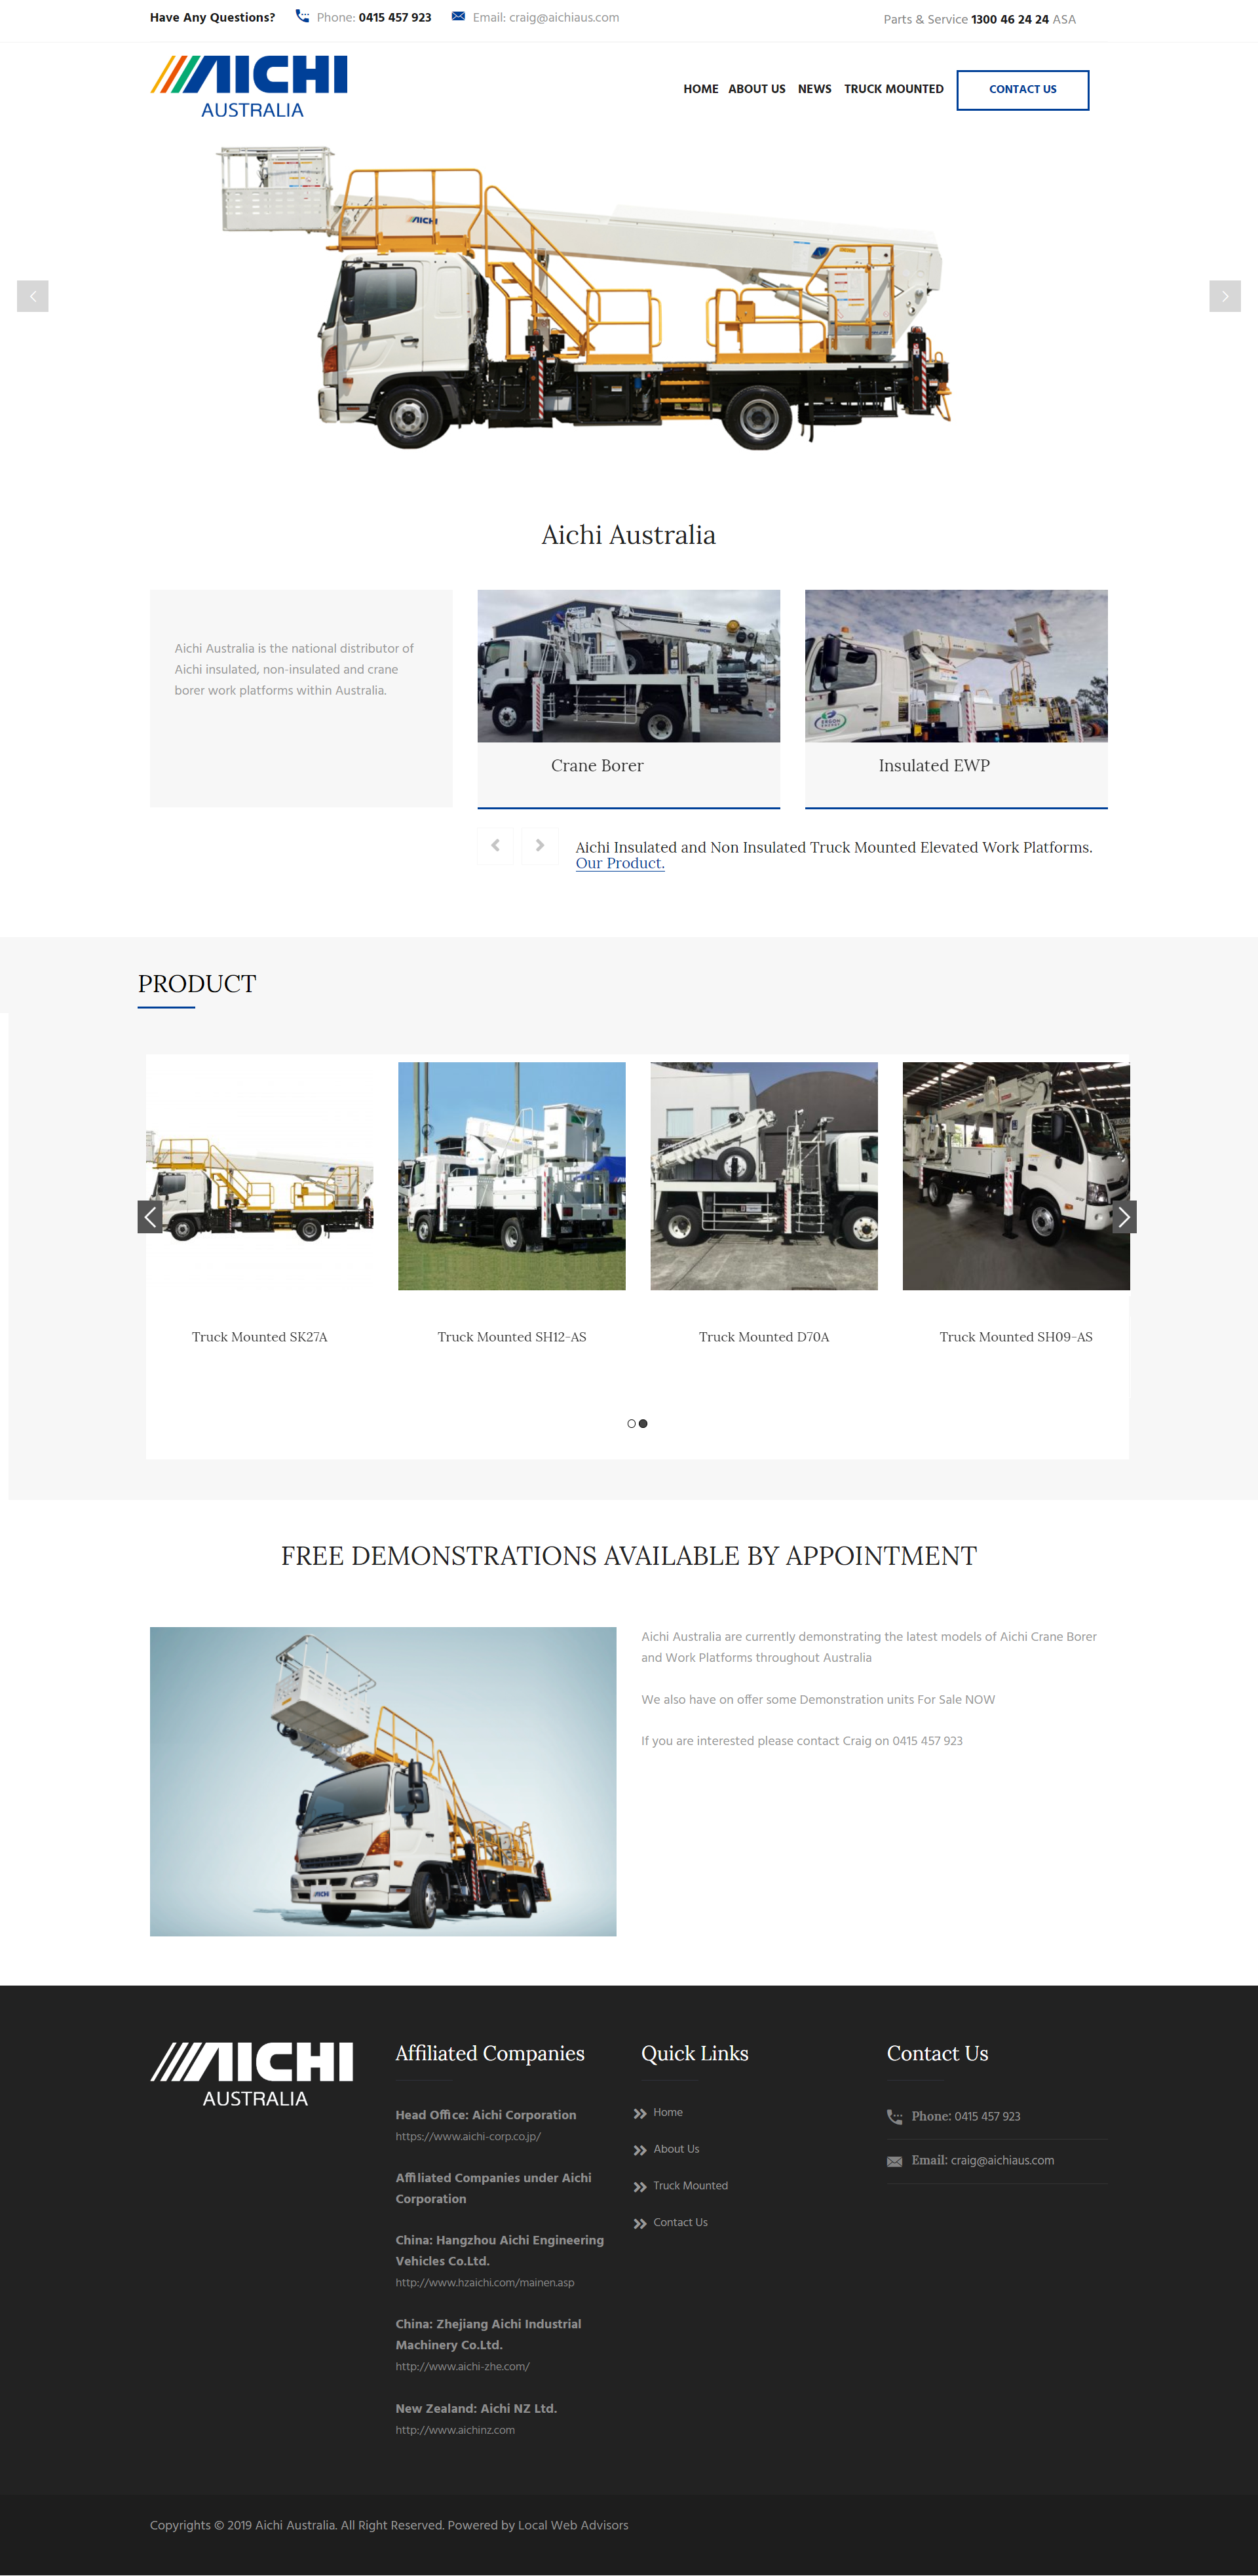 Have Any Questions? Phone: 0415 457 923 Email: craig@aichiaus.com Parts & Service 1300 46 24 24 ASA
AICHI
AUSTRALIA
HOME ABOUT US NEWS TRUCK MOUNTED CONTACT US
AICHI
Aichi Australia
Aichi Australia is the national distributor of
Aichi insulated, non-insulated and crane
borer work platforms within Australia.
AICHI
ERGON
ENERGY
Crane Borer
Insulated EWP
Aichi Insulated and Non Insulated Truck Mounted Elevated Work Platforms.
Our Product.
PRODUCT
Truck Mounted SK27A
Truck Mounted SH12-AS
Truck Mounted D70A
Truck Mounted SH09-AS
FREE DEMONSTRATIONS AVAILABLE BY APPOINTMENT
Aichi Australia are currently demonstrating the latest models of Aichi Crane Borer
and Work Platforms throughout Australia
We also have on offer some Demonstration units For Sale NOW
If you are interested please contact Craig on 0415 457 923
AICHI
AICHI
AUSTRALIA
Affiliated Companies
Head Office: Aichi Corporation
https://www.aichi-corp.co.jp/
Affiliated Companies under Aichi
Corporation
China: Hangzhou Aichi Engineering
Vehicles Co.Ltd.
http://www.hzaichi.com/mainen.asp
China: Zhejiang Aichi Industrial
Machinery Co.Ltd.
http://www.aichi-zhe.com/
New Zealand: Aichi NZ Ltd.
http://www.aichinz.com
Quick Links
Home
About Us
Truck Mounted
Contact Us
Contact Us
Phone: 0415 457 923
Email: craig@aichiaus.com
Copyrights © 2019 Aichi Australia. All Right Reserved. Powered by Local Web Advisors